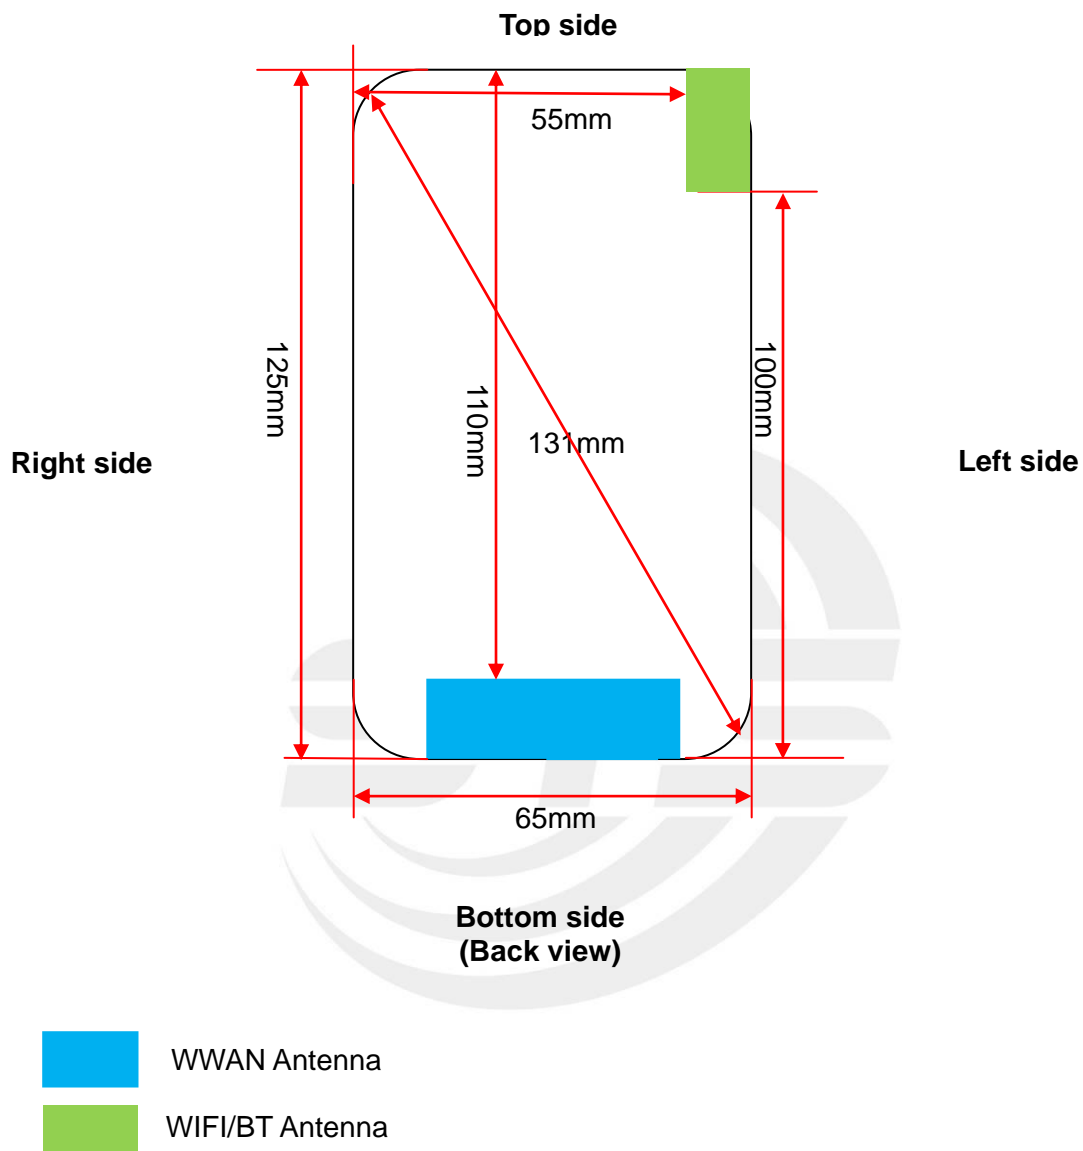 Top side
55mm
125mm
110mm
100mm
131mm
Right side
Left side
65mm
Bottom side
(Back view)
WWAN Antenna
WIFI/BT Antenna